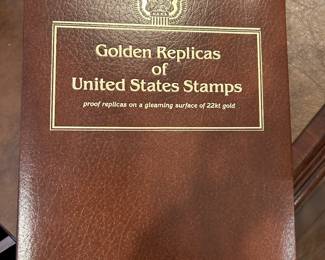 Golden Replicas
of
United States Stamps
proof replicas on a gleaming surface of 22kt gold